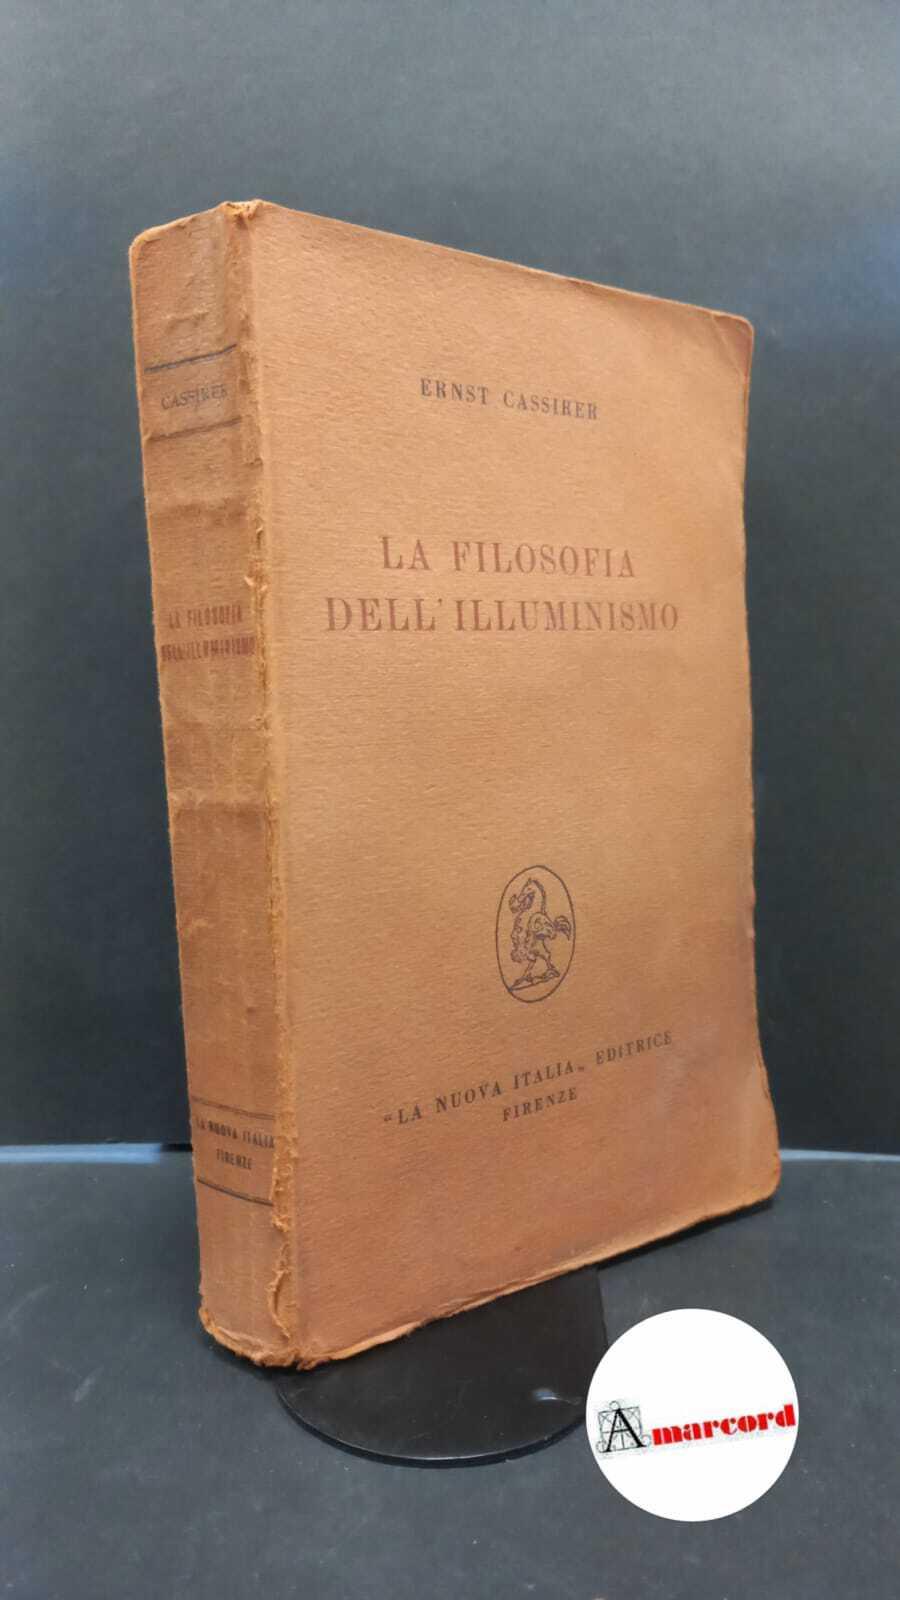 CASSIRER
LA FILOSOFIA
DELL'ILLUMINISMO
LA NUOVA ITALIA
FIRENZE
ERNST CASSIRER
LA FILOSOFIA
DELL'ILLUMINISMO
“LA NUOVA ITALIA„ EDITRICE
FIRENZE
Amarcord